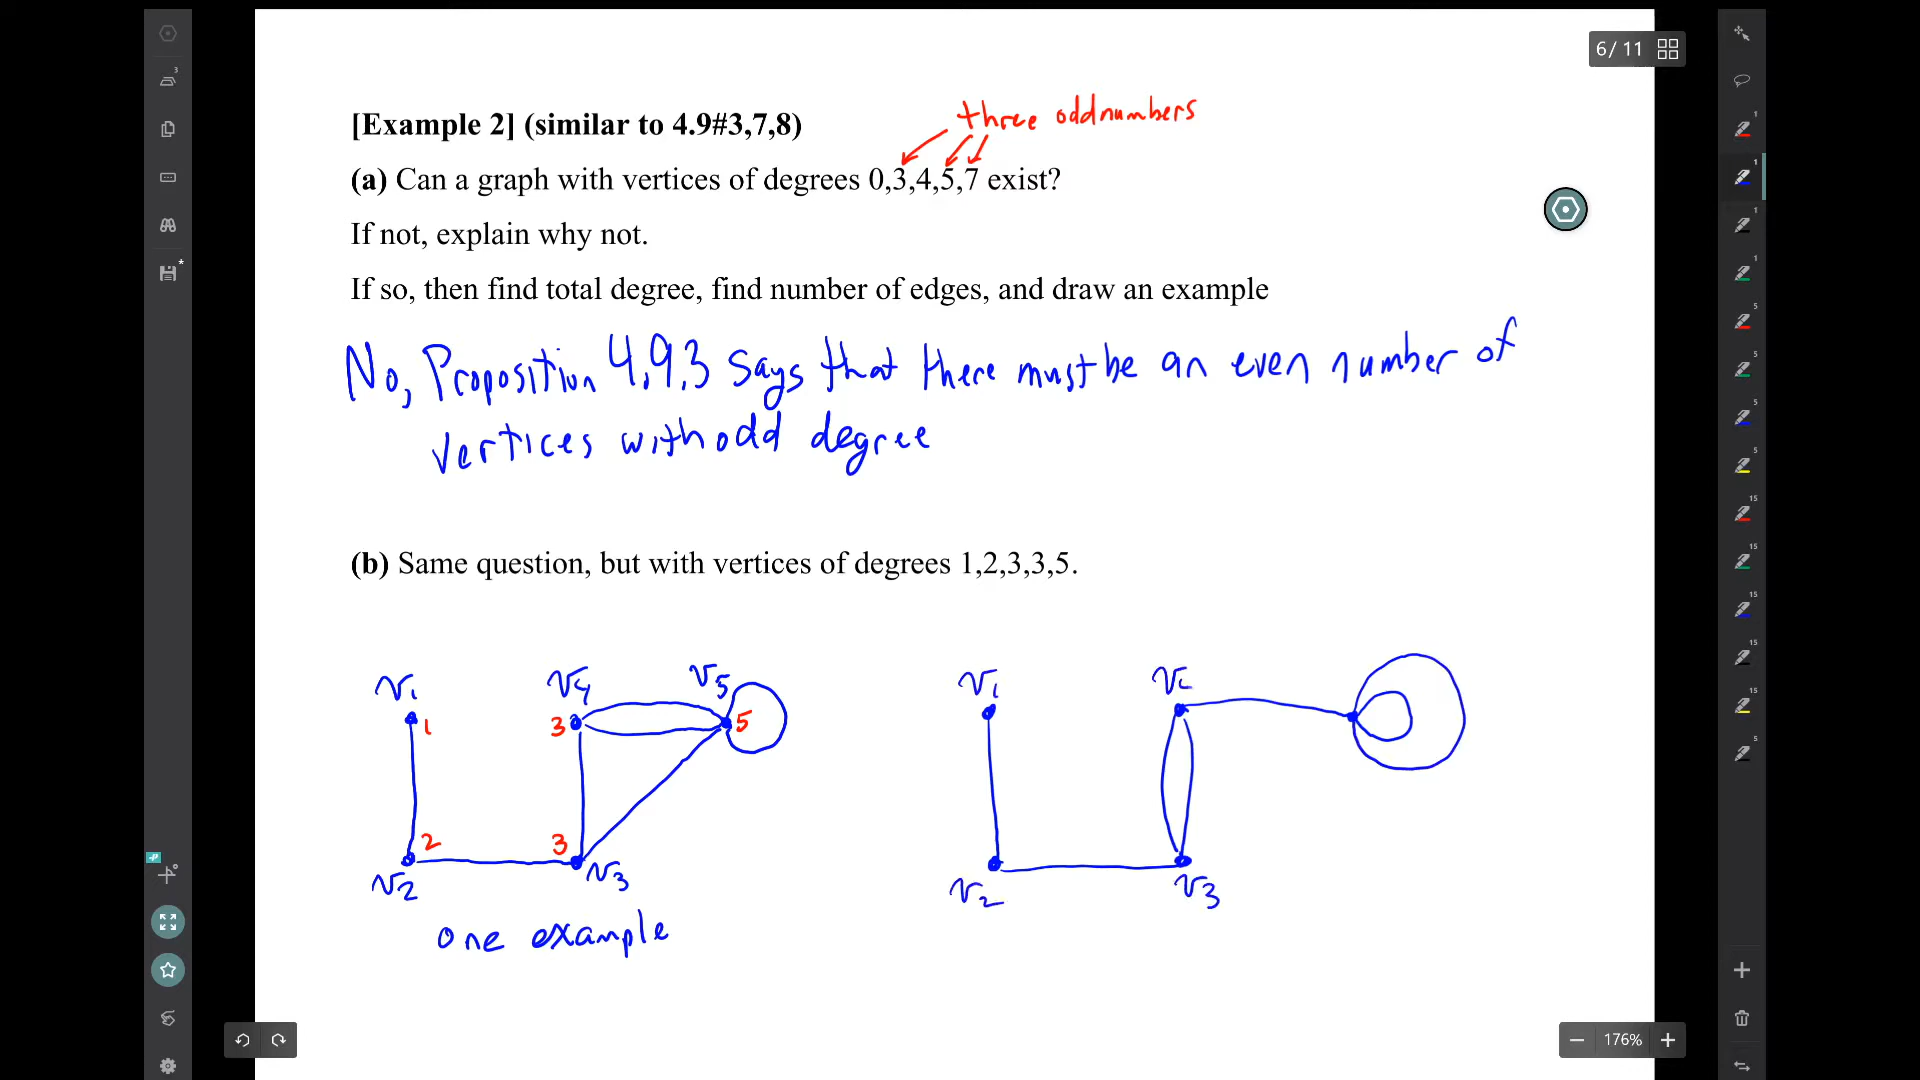 6/ 11
three odd numbers
[Example 2] (similar to 4.9#3,7,8)
(a) Can a graph with vertices of degrees 0,3,4,5,7 exist?
If not, explain why not.
If so, then find total degree, find number of edges, and draw an example
No, Proposition 4.9.3 says that there must be an even number of
vertices with odd degree
(b) Same question, but with vertices of degrees 1,2,3,3,5.
v1 v4 v5
1 3 5
2 3
v2 v3
one example
v1
v2 v3
176%